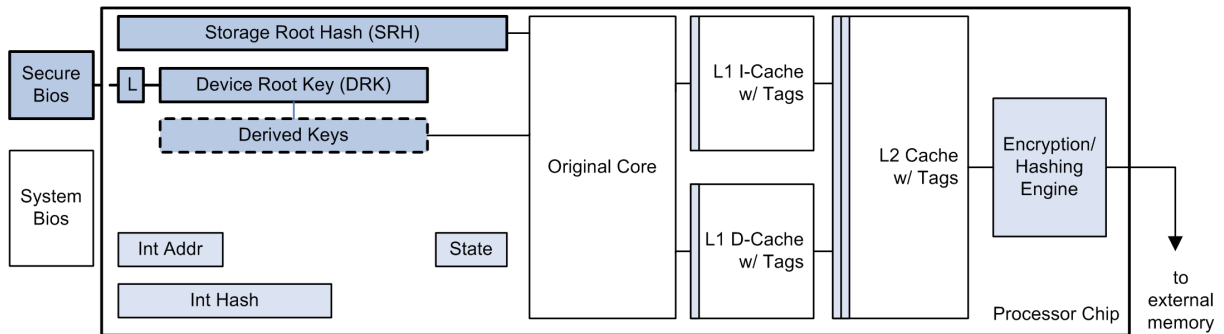 Secure
Bios
System
Bios
Storage Root Hash (SRH)
L
Device Root Key (DRK)
Derived Keys
Int Addr
State
Int Hash
Original Core
L1 I-Cache
w/ Tags
L1 D-Cache
w/ Tags
L2 Cache
w/ Tags
Encryption/
Hashing
Engine
Processor Chip
to
external
memory